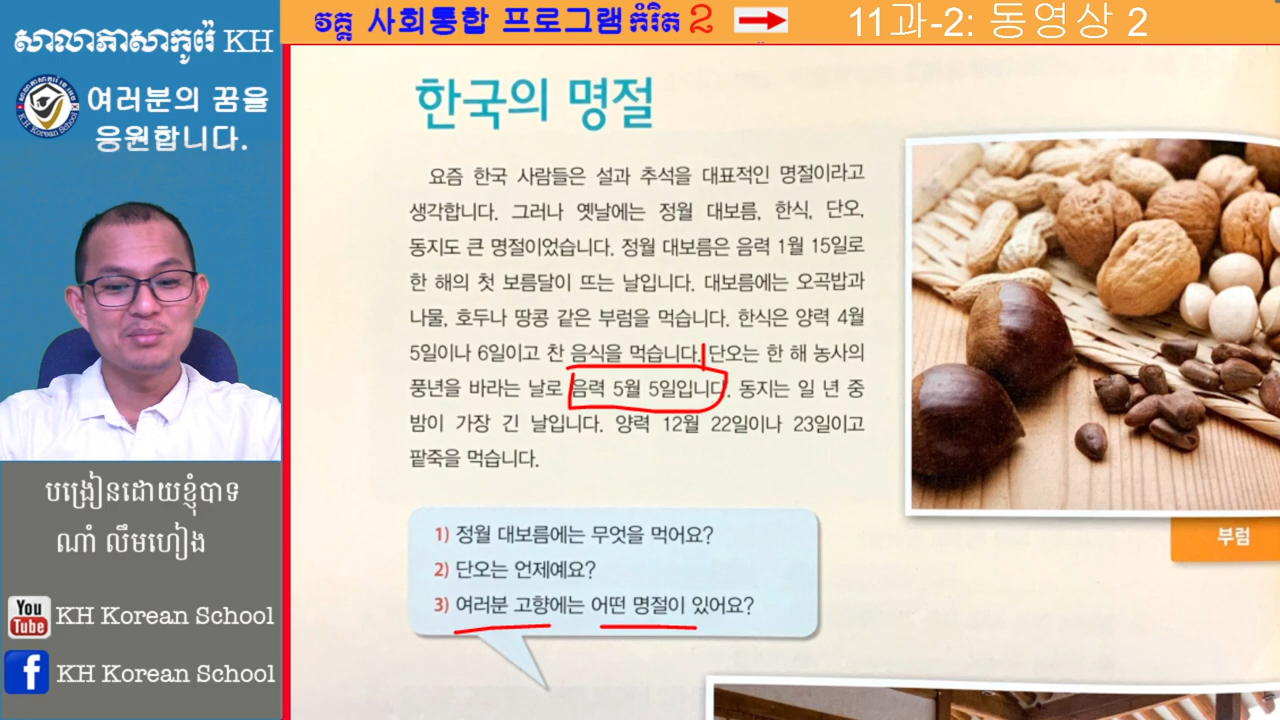 សាលាភាសាកូរ៉េ KH
여러분의 꿈을
응원합니다.
វគ្គ 사회통합 프로그램 កំរិត 2
11과-2: 동영상 2
한국의 명절
요즘 한국 사람들은 설과 추석을 대표적인 명절이라고
생각합니다. 그러나 옛날에는 정월 대보름, 한식, 단오,
동지도 큰 명절이었습니다. 정월 대보름은 음력 1월 15일로
한 해의 첫 보름달이 뜨는 날입니다. 대보름에는 오곡밥과
나물, 호두나 땅콩 같은 부럼을 먹습니다. 한식은 양력 4월
5일이나 6일이고 찬 음식을 먹습니다. 단오는 한 해 농사의
풍년을 바라는 날로 음력 5월 5일입니다. 동지는 일 년 중
밤이 가장 긴 날입니다. 양력 12월 22일이나 23일이고
팥죽을 먹습니다.
부럼
1) 정월 대보름에는 무엇을 먹어요?
2) 단오는 언제예요?
3) 여러분 고향에는 어떤 명절이 있어요?
បង្រៀនដោយខ្ញុំបាទ
ណាំ លឹមហៀង
You
Tube
KH Korean School
f
KH Korean School